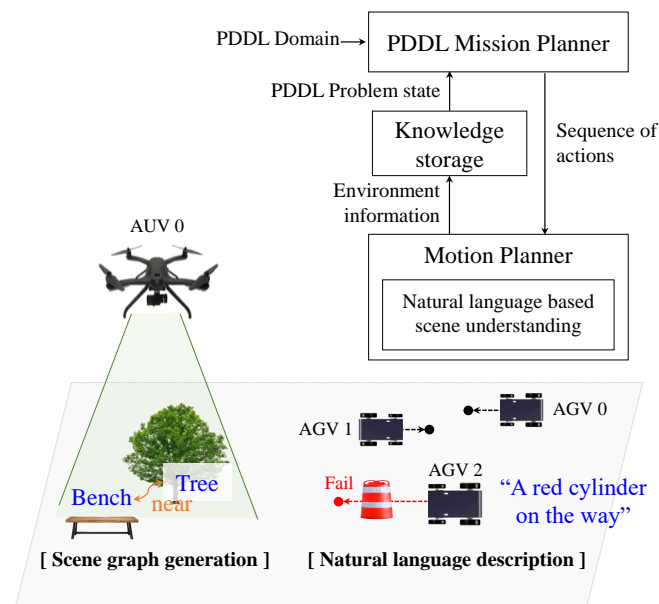 PDDL Domain
PDDL Mission Planner
PDDL Problem state
Knowledge
storage
Sequence of
actions
Environment
information
AUV 0
Motion Planner
Natural language based
scene understanding
AGV 0
AGV 1
AGV 2
Fail
Tree
Bench
near
“A red cylinder
on the way”
[ Scene graph generation ]
[ Natural language description ]